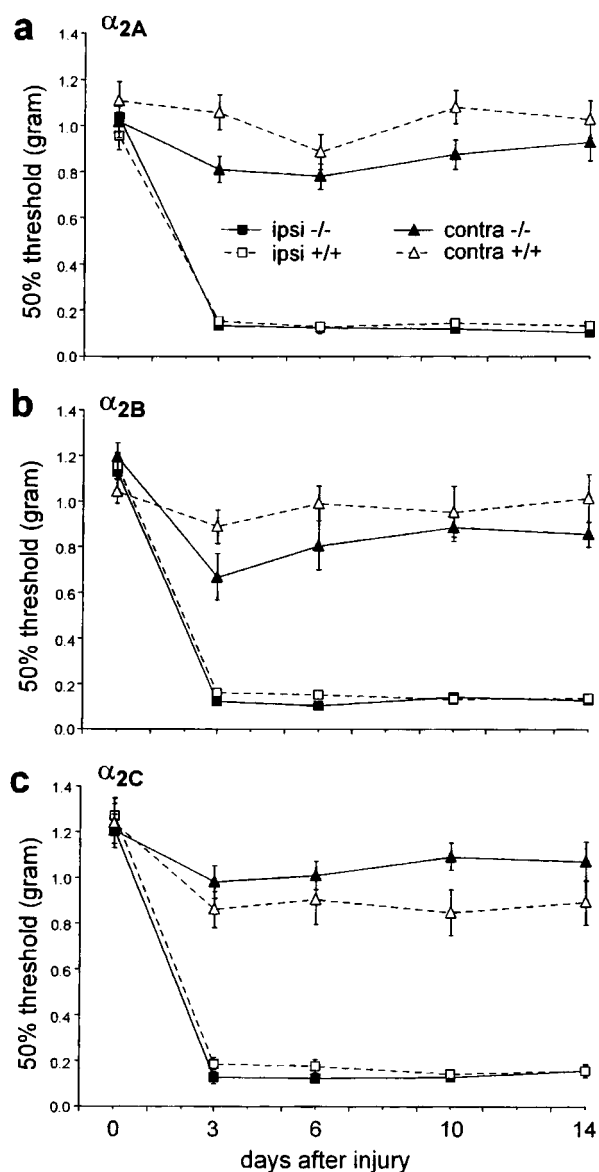 a
α2A
50% threshold (gram)
1.4
1.2
1.0
0.8
0.6
0.4
0.2
0.0
ipsi -/-
contra -/-
ipsi +/+
contra +/+
b
α2B
50% threshold (gram)
1.4
1.2
1.0
0.8
0.6
0.4
0.2
0.0
c
α2C
50% threshold (gram)
1.4
1.2
1.0
0.8
0.6
0.4
0.2
0.0
0 3 6 10 14
days after injury